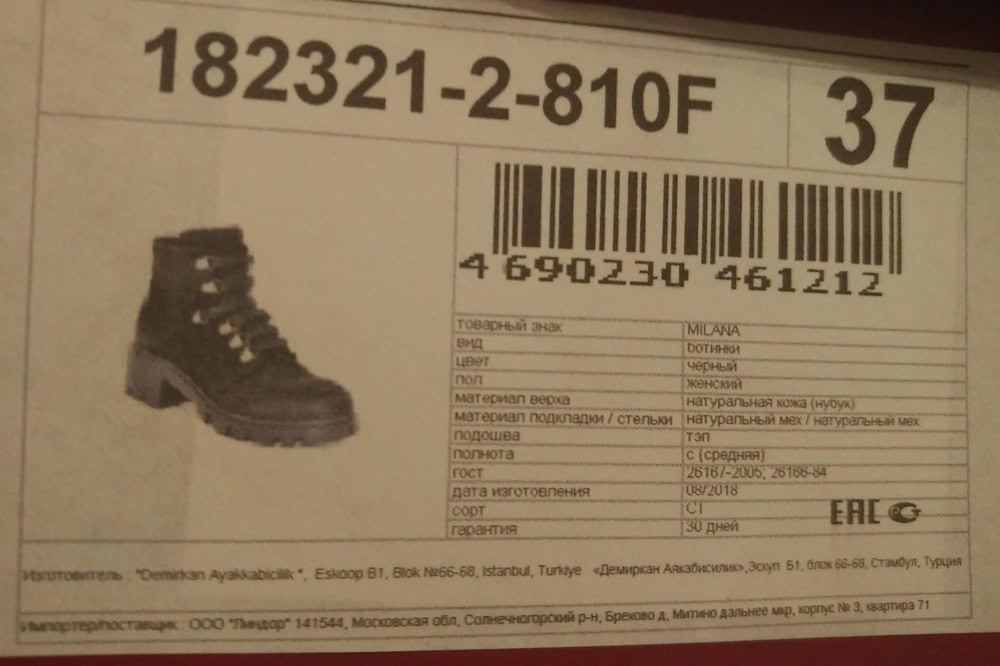 182321-2-810F 37
4 690230 461212
товарный знак MILANA
вид ботинки
цвет черный
пол женский
материал верха натуральная кожа (нубук)
материал подкладки / стельки натуральный мех / натуральный мех
подошва тэп
полнота с (средняя)
гост 26167-2005; 26166-84
дата изготовления 08/2018
сорт СТ
гарантия 30 дней
EAC
Изготовитель : "Demirkan Ayakkabicilik ", Eskoop B1, Blok №66-68, Istanbul, Turkiye «Демиркан Аякабисилик»,Эскуп Б1, блок 66-68, Стамбул, Турция
Импортер/поставщик ООО "Линдор" 141544, Московская обл, Солнечногорский р-н, Брехово д, Митино дальнее мкр, корпус № 3, квартира 71